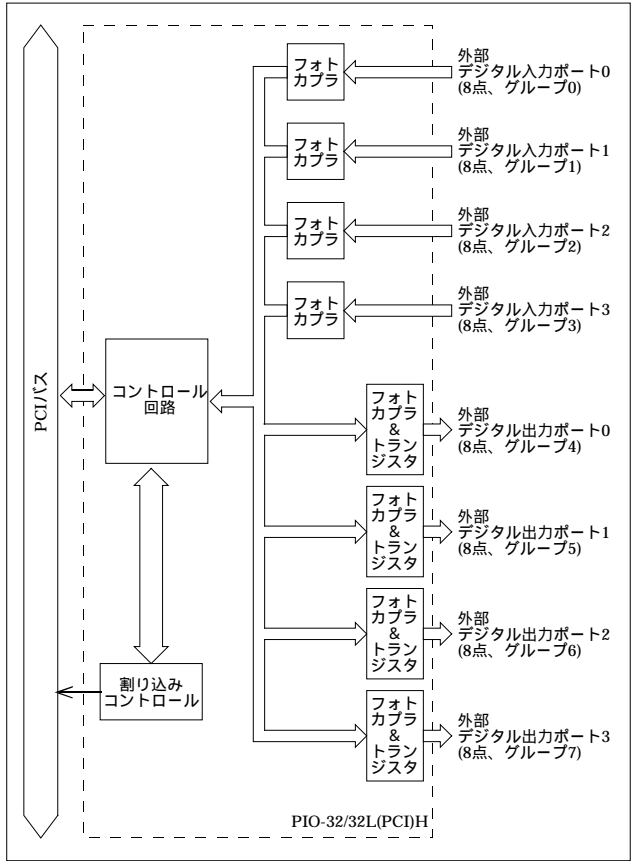 フォト
カプラ
外部
デジタル入力ポート0
(8点、グループ0)
フォト
カプラ
外部
デジタル入力ポート1
(8点、グループ1)
フォト
カプラ
外部
デジタル入力ポート2
(8点、グループ2)
フォト
カプラ
外部
デジタル入力ポート3
(8点、グループ3)
PCIバス
コントロール
回路
フォト
カプラ
&
トラン
ジスタ
外部
デジタル出力ポート0
(8点、グループ4)
フォト
カプラ
&
トラン
ジスタ
外部
デジタル出力ポート1
(8点、グループ5)
フォト
カプラ
&
トラン
ジスタ
外部
デジタル出力ポート2
(8点、グループ6)
割り込み
コントロール
フォト
カプラ
&
トラン
ジスタ
外部
デジタル出力ポート3
(8点、グループ7)
PIO-32/32L(PCI)H